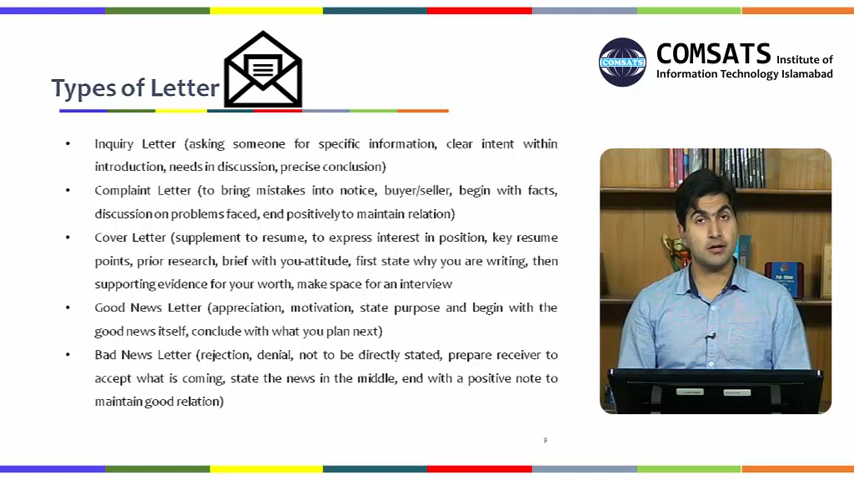 Types of Letter
COMSATS Institute of
Information Technology Islamabad
COMSATS
• Inquiry Letter (asking someone for specific information, clear intent within
introduction, needs in discussion, precise conclusion)
• Complaint Letter (to bring mistakes into notice, buyer/seller, begin with facts,
discussion on problems faced, end positively to maintain relation)
• Cover Letter (supplement to resume, to express interest in position, key resume
points, prior research, brief with you-attitude, first state why you are writing, then
supporting evidence for your worth, make space for an interview
• Good News Letter (appreciation, motivation, state purpose and begin with the
good news itself, conclude with what you plan next)
• Bad News Letter (rejection, denial, not to be directly stated, prepare receiver to
accept what is coming, state the news in the middle, end with a positive note to
maintain good relation)
9